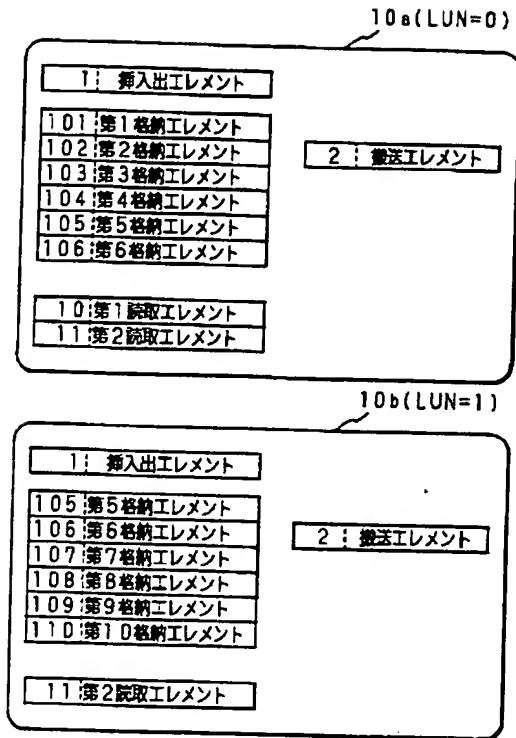 10a(LUN=0)
1 挿入出エレメント
101 第1格納エレメント
102 第2格納エレメント
103 第3格納エレメント
104 第4格納エレメント
105 第5格納エレメント
106 第6格納エレメント
2 搬送エレメント
10 第1読取エレメント
11 第2読取エレメント
10b(LUN=1)
1 挿入出エレメント
105 第5格納エレメント
106 第6格納エレメント
107 第7格納エレメント
108 第8格納エレメント
109 第9格納エレメント
110 第10格納エレメント
2 搬送エレメント
11 第2読取エレメント